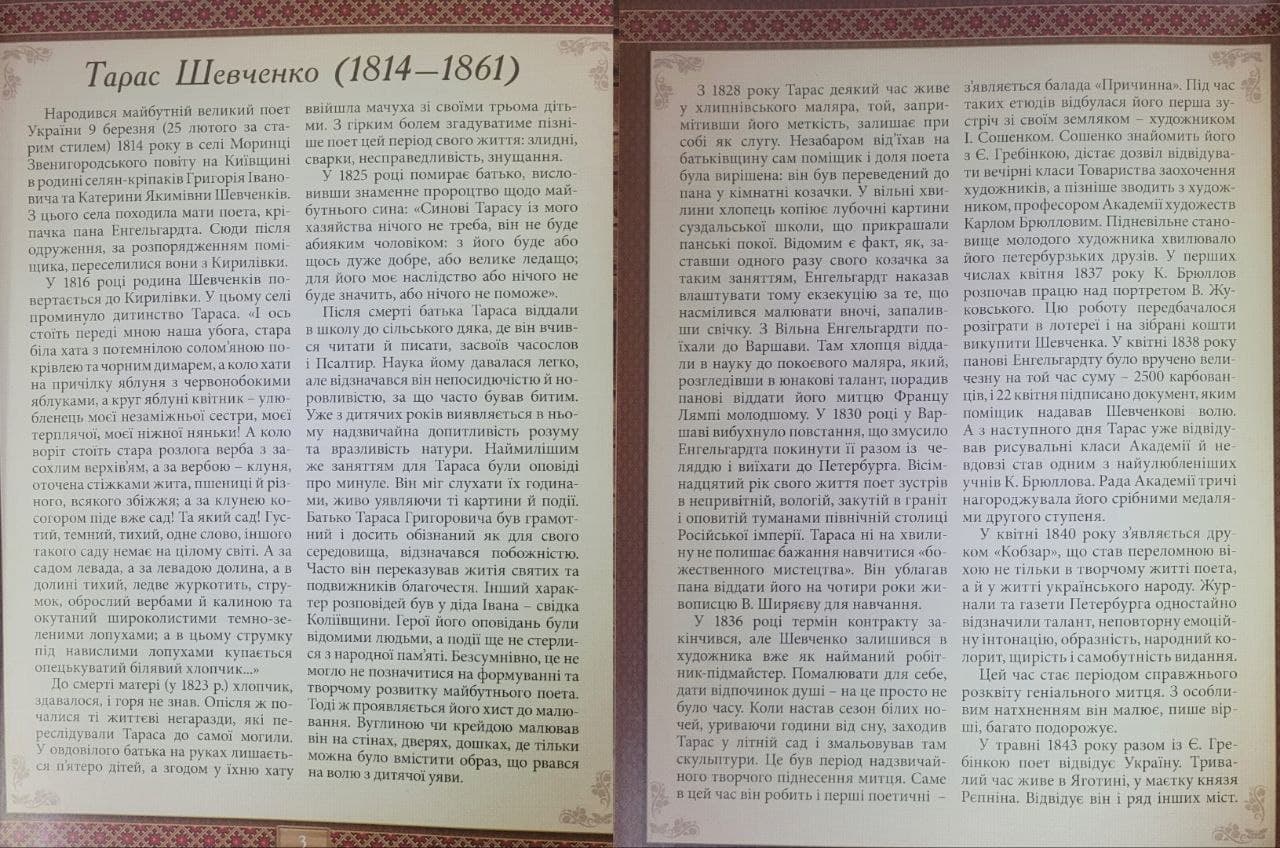 Тарас Шевченко (1814—1861)
Народився майбутній великий поет
України 9 березня (25 лютого за ста-
рим стилем) 1814 року в селі Моринці
Звенигородського повіту на Київщині
в родині селян-кріпаків Григорія Івано-
вича та Катерини Якимівни Шевченків.
З цього села походила мати поета, крі-
пачка пана Енгельгардта. Сюди після
одруження, за розпорядженням помі-
щика, переселилися вони з Кирилівки.
У 1816 році родина Шевченків по-
вертається до Кирилівки. У цьому селі
проминуло дитинство Тараса. «І ось
стоїть переді мною наша убога, стара
біла хата з потемнілою солом'яною по-
крівлею та чорним димарем, а коло хати
на причілку яблуня з червонобокими
яблуками, а круг яблуні квітник – улю-
бленець моєї незаміжньої сестри, моєї
терплячої, моєї ніжної няньки! А коло
воріт стоїть стара розлога верба з за-
сохлим верхів'ям, а за вербою – клуня,
оточена стіжками жита, пшениці й різ-
ного, всякого збіжжя; а за клунею ко-
согором піде вже сад! Та який сад! Гус-
тий, темний, тихий, одне слово, іншого
такого саду немає на цілому світі. А за
садом левада, а за левадою долина, а в
долині тихий, ледве журкотить, стру-
мок, оброслий вербами й калиною та
окутаний широколистими темно-зе-
леними лопухами; а в цьому струмку
під навислими лопухами купається
опецькуватий білявий хлопчик...»
До смерті матері (у 1823 р.) хлопчик,
здавалося, і горя не знав. Опісля ж по-
чалися ті життєві негаразди, які пе-
реслідували Тараса до самої могили.
У овдовілого батька на руках лишаєть-
ся п'ятеро дітей, а згодом у їхню хату
ввійшла мачуха зі своїми трьома діть-
ми. З гірким болем згадуватиме пізні-
ше поет цей період свого життя: злидні,
сварки, несправедливість, знущання.
У 1825 році помирає батько, висло-
вивши знаменне пророцтво щодо май-
бутнього сина: «Синові Тарасу із мого
хазяйства нічого не треба, він не буде
абияким чоловіком: з його буде або
щось дуже добре, або велике ледащо;
для його моє наслідство або нічого не
буде значить, або нічого не поможе».
Після смерті батька Тараса віддали
в школу до сільського дяка, де він вчив-
ся читати й писати, засвоїв часослов
і Псалтир. Наука йому давалася легко,
але відзначався він непосидючістю й но-
ровливістю, за що часто бував битим.
Уже з дитячих років виявляється в ньо-
му надзвичайна допитливість розуму
та вразливість натури. Наймилішим
же заняттям для Тараса були оповіді
про минуле. Він міг слухати їх година-
ми, живо уявляючи ті картини й події.
Батько Тараса Григоровича був грамот-
ний і досить обізнаний як для свого
середовища, відзначався побожністю.
Часто він переказував житія святих та
подвижників благочестя. Інший харак-
тер розповідей був у діда Івана – свідка
Коліївщини. Герої його оповідань були
відомими людьми, а події ще не стерли-
ся з народної пам'яті. Безсумнівно, це не
могло не позначитися на формуванні та
творчому розвитку майбутнього поета.
Тоді ж проявляється його хист до малю-
вання. Вуглиною чи крейдою малював
він на стінах, дверях, дошках, де тільки
можна було вмістити образ, що рвався
на волю з дитячої уяви.
3
З 1828 року Тарас деякий час живе
у хлипнівського маляра, той, запри-
мітивши його меткість, залишає при
собі як слугу. Незабаром від'їхав на
батьківщину сам поміщик і доля поета
була вирішена: він був переведений до
пана у кімнатні козачки. У вільні хви-
лини хлопець копіює лубочні картини
суздальської школи, що прикрашали
панські покої. Відомим є факт, як, за-
ставши одного разу свого козачка за
таким заняттям, Енгельгардт наказав
влаштувати тому екзекуцію за те, що
насмілився малювати вночі, запалив-
ши свічку. З Вільна Енгельгардти по-
їхали до Варшави. Там хлопця відда-
ли в науку до покоєвого маляра, який,
розгледівши в юнакові талант, порадив
панові віддати його митцю Францу
Лямпі молодшому. У 1830 році у Вар-
шаві вибухнуло повстання, що змусило
Енгельгардта покинути її разом із че-
ляддю і виїхати до Петербурга. Вісім-
надцятий рік свого життя поет зустрів
в непривітній, вологій, закутій в граніт
і оповитій туманами північній столиці
Російської імперії. Тараса ні на хвили-
ну не полишає бажання навчитися «бо-
жественного мистецтва». Він ублагав
пана віддати його на чотири роки жи-
вописцю В. Ширяєву для навчання.
У 1836 році термін контракту за-
кінчився, але Шевченко залишився в
художника вже як найманий робіт-
ник-підмайстер. Помалювати для себе,
дати відпочинок душі – на це просто не
було часу. Коли настав сезон білих но-
чей, уриваючи години від сну, заходив
Тарас у літній сад і змальовував там
скульптури. Це був період надзвичай-
ного творчого піднесення митця. Саме
в цей час він робить і перші поетичні –
з'являється балада «Причинна». Під час
таких етюдів відбулася його перша зу-
стріч зі своїм земляком – художником
І. Сошенком. Сошенко знайомить його
з Є. Гребінкою, дістає дозвіл відвідува-
ти вечірні класи Товариства заохочення
художників, а пізніше зводить з худож-
ником, професором Академії художеств
Карлом Брюлловим. Підневільне стано-
вище молодого художника хвилювало
його петербурзьких друзів. У перших
числах квітня 1837 року К. Брюллов
розпочав працю над портретом В. Жу-
ковського. Цю роботу передбачалося
розіграти в лотереї і на зібрані кошти
викупити Шевченка. У квітні 1838 року
панові Енгельгардту було вручено вели-
чезну на той час суму – 2500 карбован-
ців, і 22 квітня підписано документ, яким
поміщик надавав Шевченкові волю.
А з наступного дня Тарас уже відвіду-
вав рисувальні класи Академії й не-
вдовзі став одним з найулюбленіших
учнів К. Брюллова. Рада Академії тричі
нагороджувала його срібними медаля-
ми другого ступеня.
У квітні 1840 року з'являється дру-
ком «Кобзар», що став переломною ві-
хою не тільки в творчому житті поета,
а й у житті українського народу. Жур-
нали та газети Петербурга одностайно
відзначили талант, неповторну емоцій-
ну інтонацію, образність, народний ко-
лорит, щирість і самобутність видання.
Цей час стає періодом справжнього
розквіту геніального митця. З особли-
вим натхненням він малює, пише вір-
ші, багато подорожує.
У травні 1843 року разом із Є. Гре-
бінкою поет відвідує Україну. Трива-
лий час живе в Яготині, у маєтку князя
Рєпніна. Відвідує він і ряд інших міст.